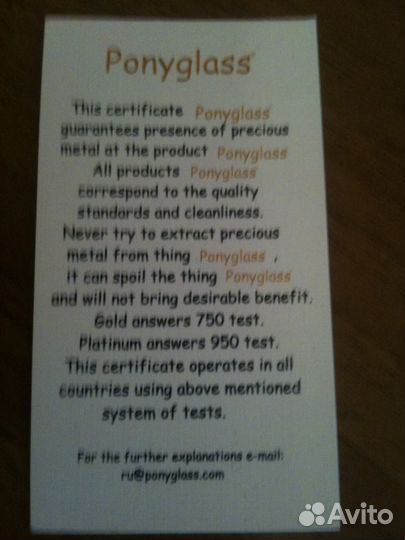 Ponyglass
This certificate Ponyglass
guarantees presence of precious
metal at the product Ponyglass
All products Ponyglass
correspond to the quality
standards and cleanliness.
Never try to extract precious
metal from thing Ponyglass ,
it can spoil the thing Ponyglass
and will not bring desirable benefit.
Gold answers 750 test.
Platinum answers 950 test.
This certificate operates in all
countries using above mentioned
system of tests.
For the further explanations e-mail:
ru@ponyglass.com
Avito